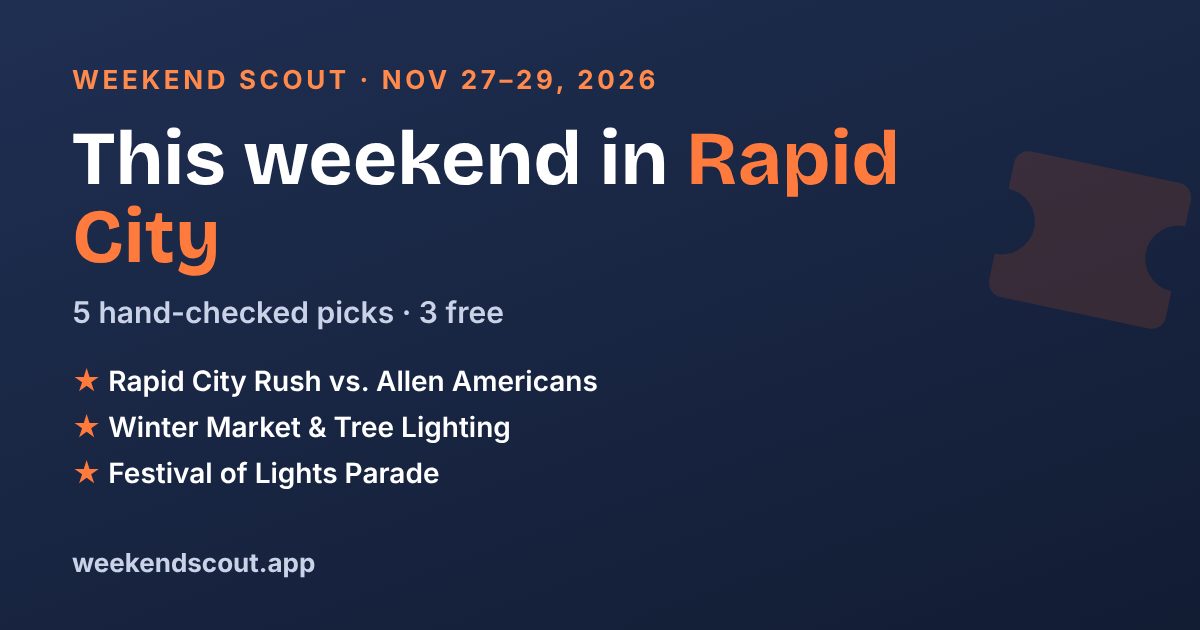 WEEKEND SCOUT · NOV 27–29, 2026
This weekend in Rapid
City
5 hand-checked picks · 3 free
★ Rapid City Rush vs. Allen Americans
★ Winter Market & Tree Lighting
★ Festival of Lights Parade
weekendscout.app